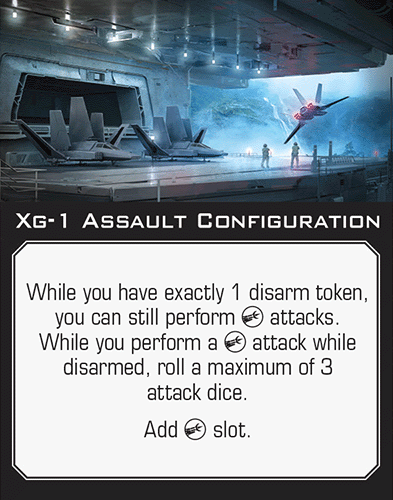 Xg-1 Assault Configuration
While you have exactly 1 disarm token,
you can still perform attacks.
While you perform a attack while
disarmed, roll a maximum of 3
attack dice.
Add slot.